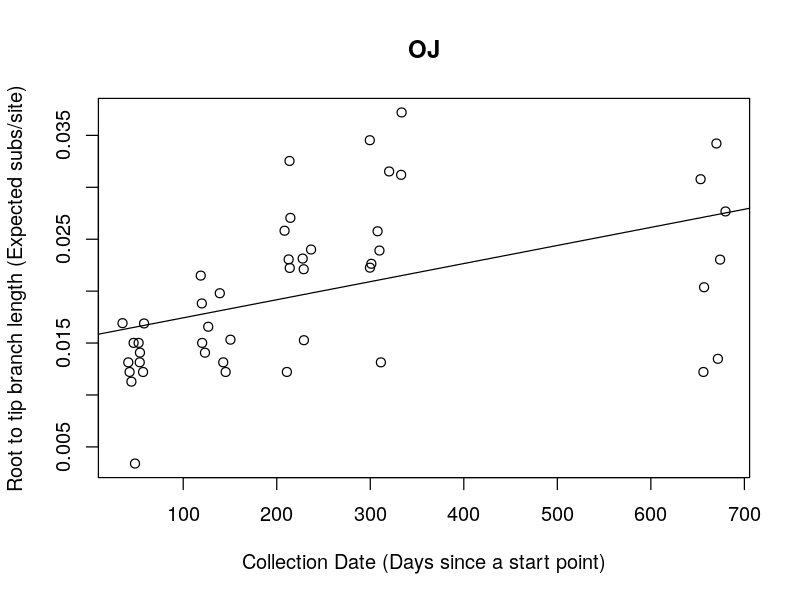 OJ
Root to tip branch length (Expected subs/site)
0.035
0.025
0.015
0.005
100 200 300 400 500 600 700
Collection Date (Days since a start point)